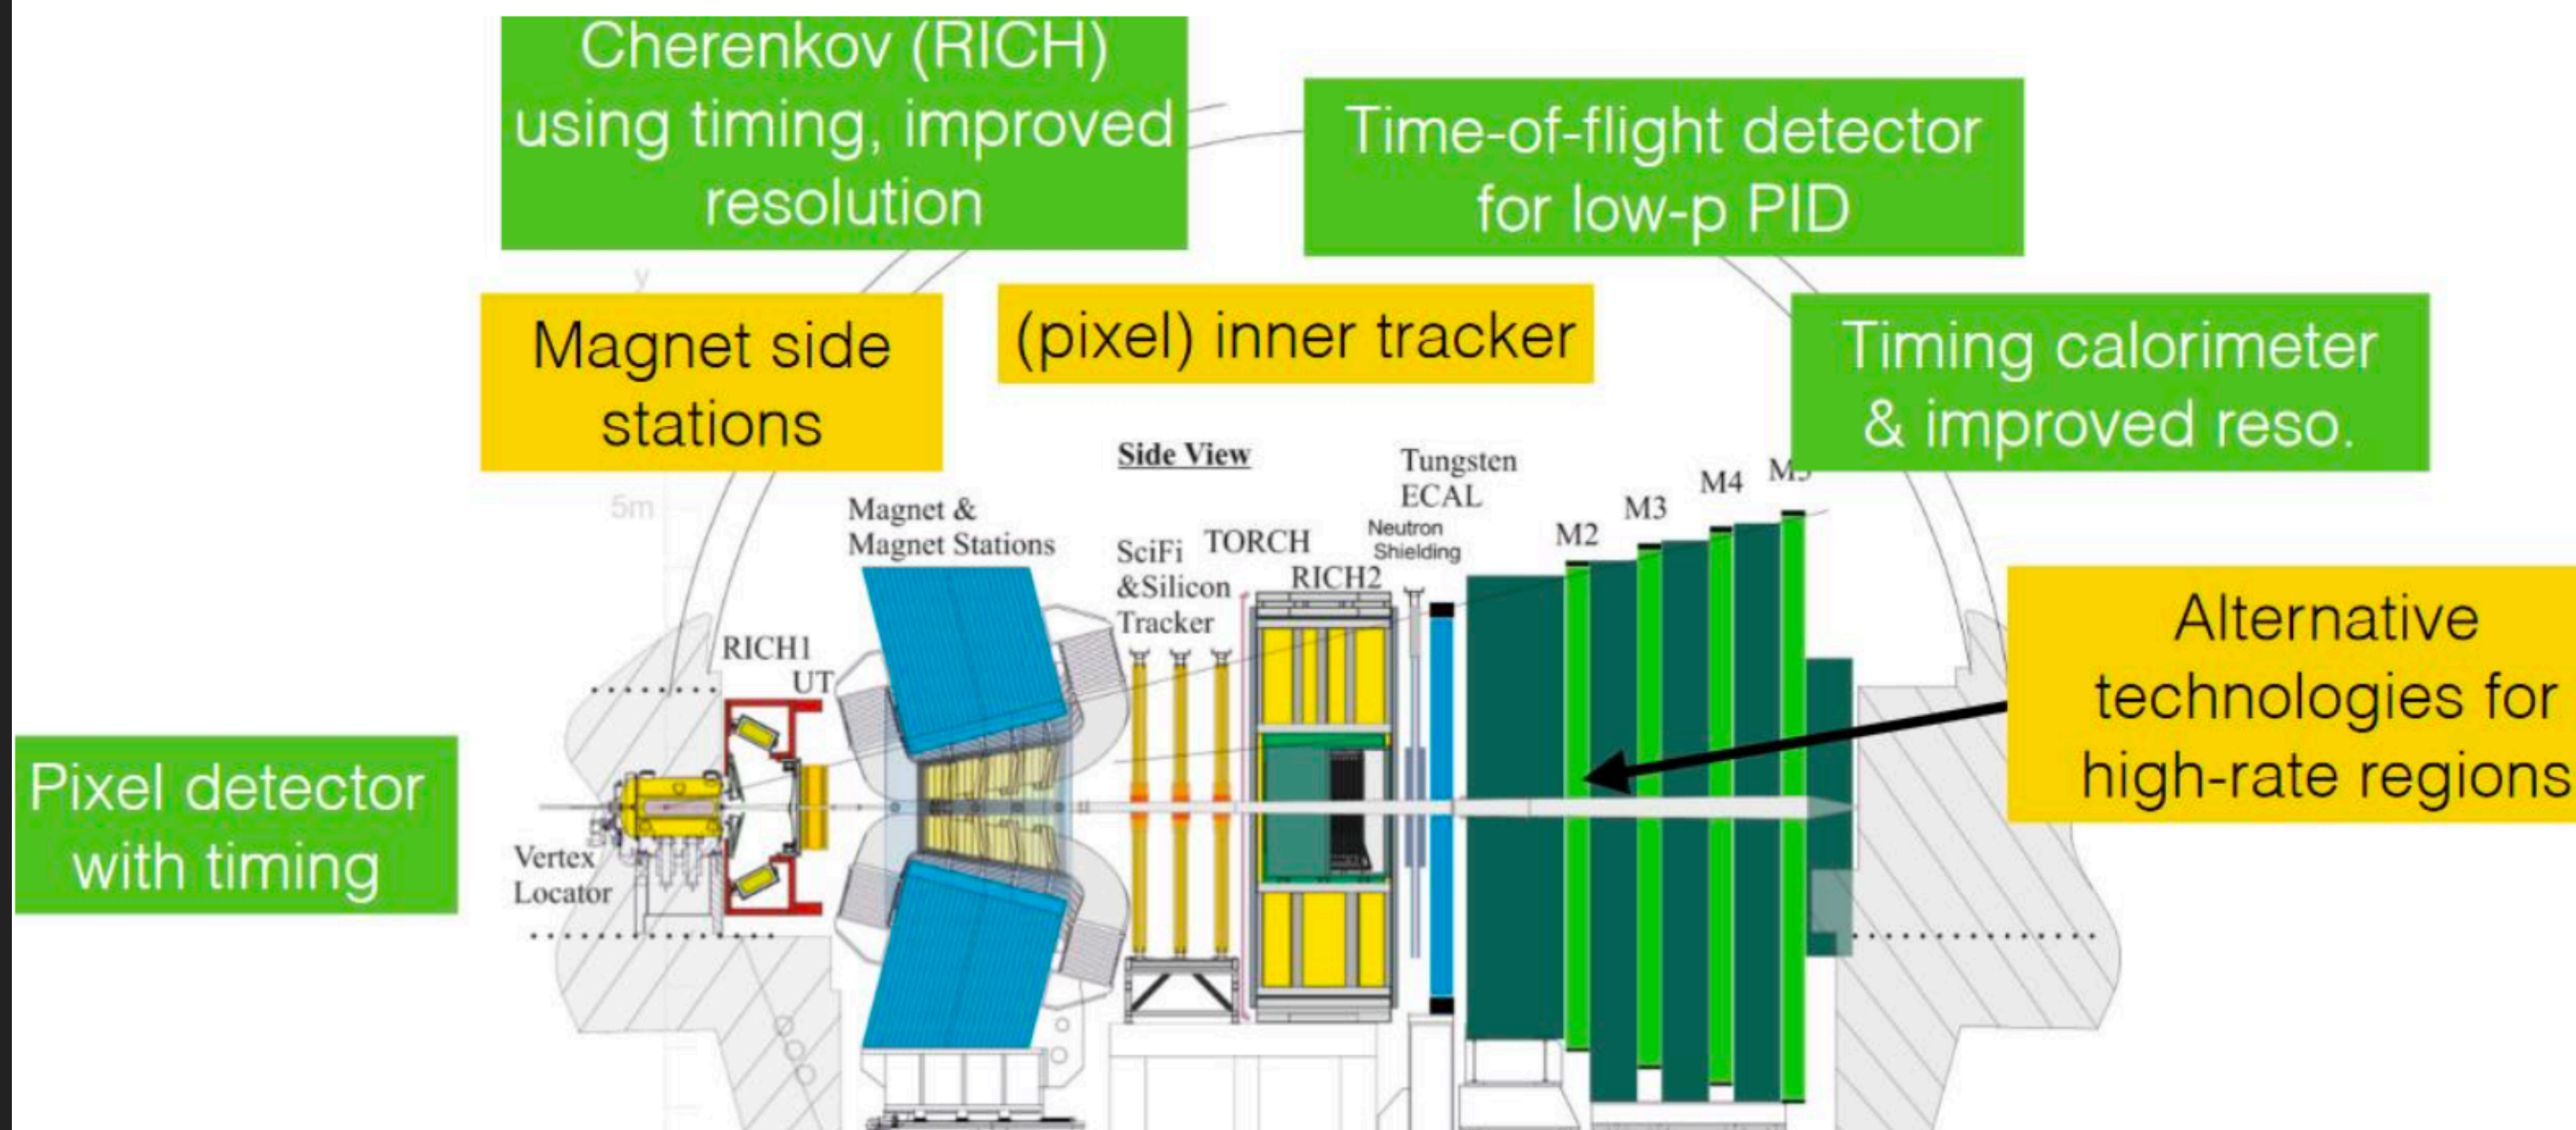 Cherenkov (RICH)
using timing, improved
resolution
Time-of-flight detector
for low-p PID
Magnet side
stations
(pixel) inner tracker
Timing calorimeter
& improved reso.
y
5m
Side View
Magnet &
Magnet Stations
SciFi
&Silicon
Tracker
TORCH
RICH2
Tungsten
ECAL
Neutron
Shielding
M2
M3
M4
M5
RICH1
UT
Alternative
technologies for
high-rate regions
Pixel detector
with timing
Vertex
Locator